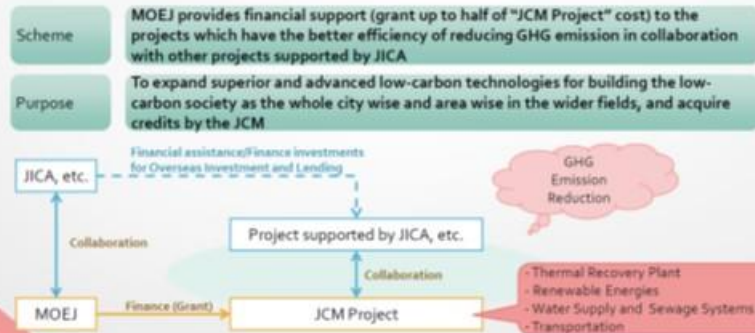 Scheme
MOEJ provides financial support (grant up to half of "JCM Project" cost) to the
projects which have the better efficiency of reducing GHG emission in collaboration
with other projects supported by JICA
Purpose
To expand superior and advanced low-carbon technologies for building the low-
carbon society as the whole city wise and area wise in the wider fields, and acquire
credits by the JCM
Financial assistance/Finance investments
for Overseas Investment and Lending
JICA, etc.
GHG
Emission
Reduction
Project supported by JICA, etc.
Collaboration
Collaboration
MOEJ
Finance (Grant)
JCM Project
- Thermal Recovery Plant
- Renewable Energies
- Water Supply and Sewage Systems
- Transportation